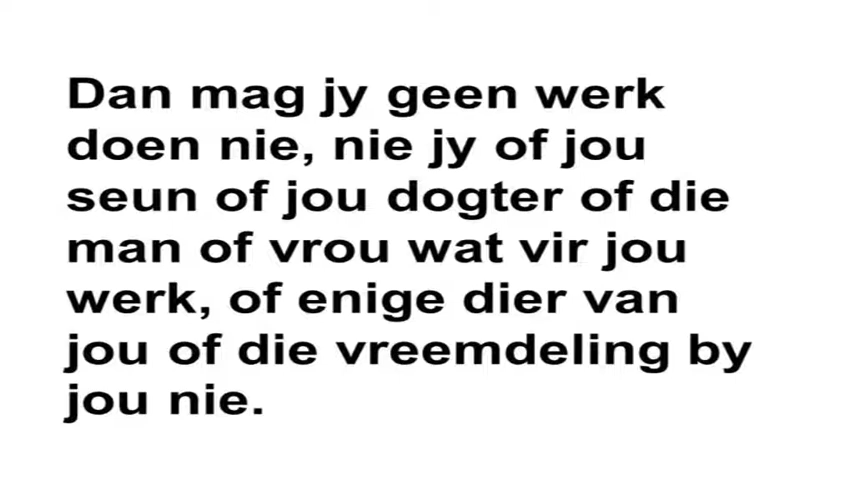 Dan mag jy geen werk
doen nie, nie jy of jou
seun of jou dogter of die
man of vrou wat vir jou
werk, of enige dier van
jou of die vreemdeling by
jou nie.